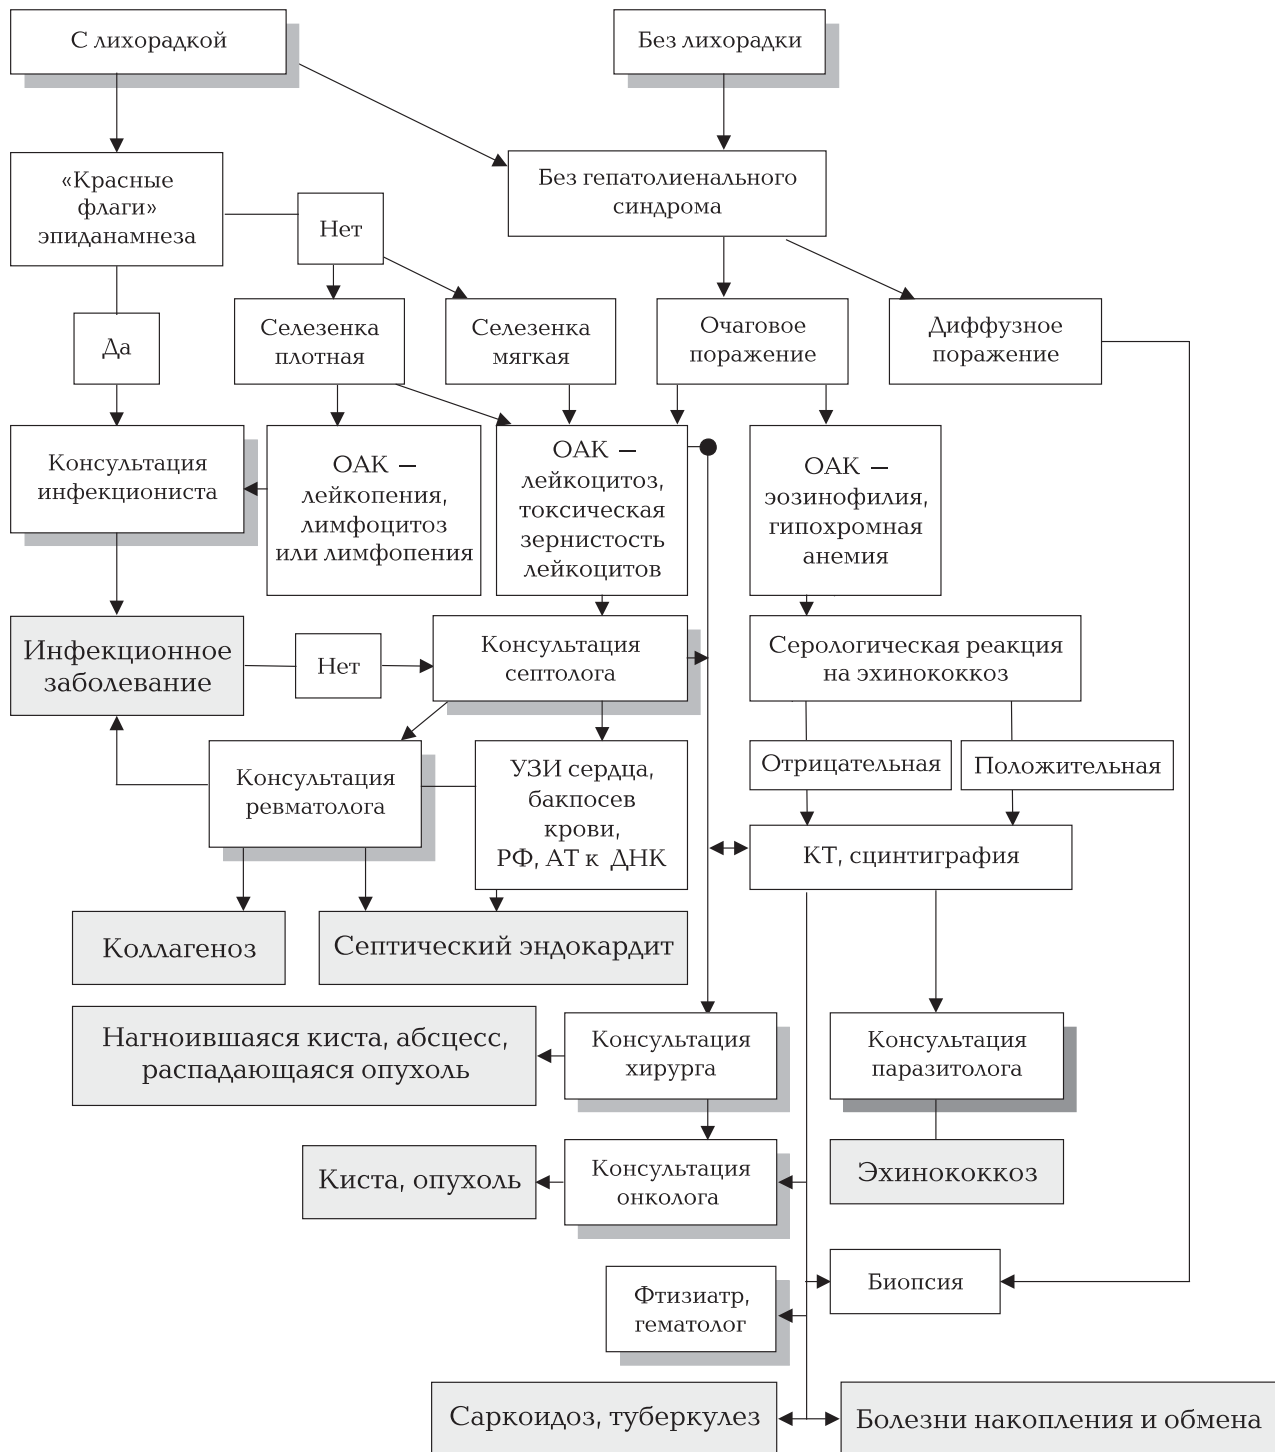 С лихорадкой
Без лихорадки
«Красные
флаги»
эпиданамнеза
Нет
Без гепатолиенального
синдрома
Да
Селезенка
плотная
Селезенка
мягкая
Очаговое
поражение
Диффузное
поражение
Консультация
инфекциониста
ОАК —
лейкопения,
лимфоцитоз
или лимфопения
ОАК —
лейкоцитоз,
токсическая
зернистость
лейкоцитов
ОАК —
эозинофилия,
гипохромная
анемия
Инфекционное
заболевание
Нет
Консультация
септолога
Серологическая реакция
на эхинококкоз
Отрицательная
Положительная
Консультация
ревматолога
УЗИ сердца,
бакпосев
крови,
РФ, АТ к ДНК
КТ, сцинтиграфия
Коллагеноз
Септический эндокардит
Нагноившаяся киста, абсцесс,
распадающаяся опухоль
Консультация
хирурга
Консультация
паразитолога
Киста, опухоль
Консультация
онколога
Эхинококкоз
Биопсия
Фтизиатр,
гематолог
Саркоидоз, туберкулез
Болезни накопления и обмена